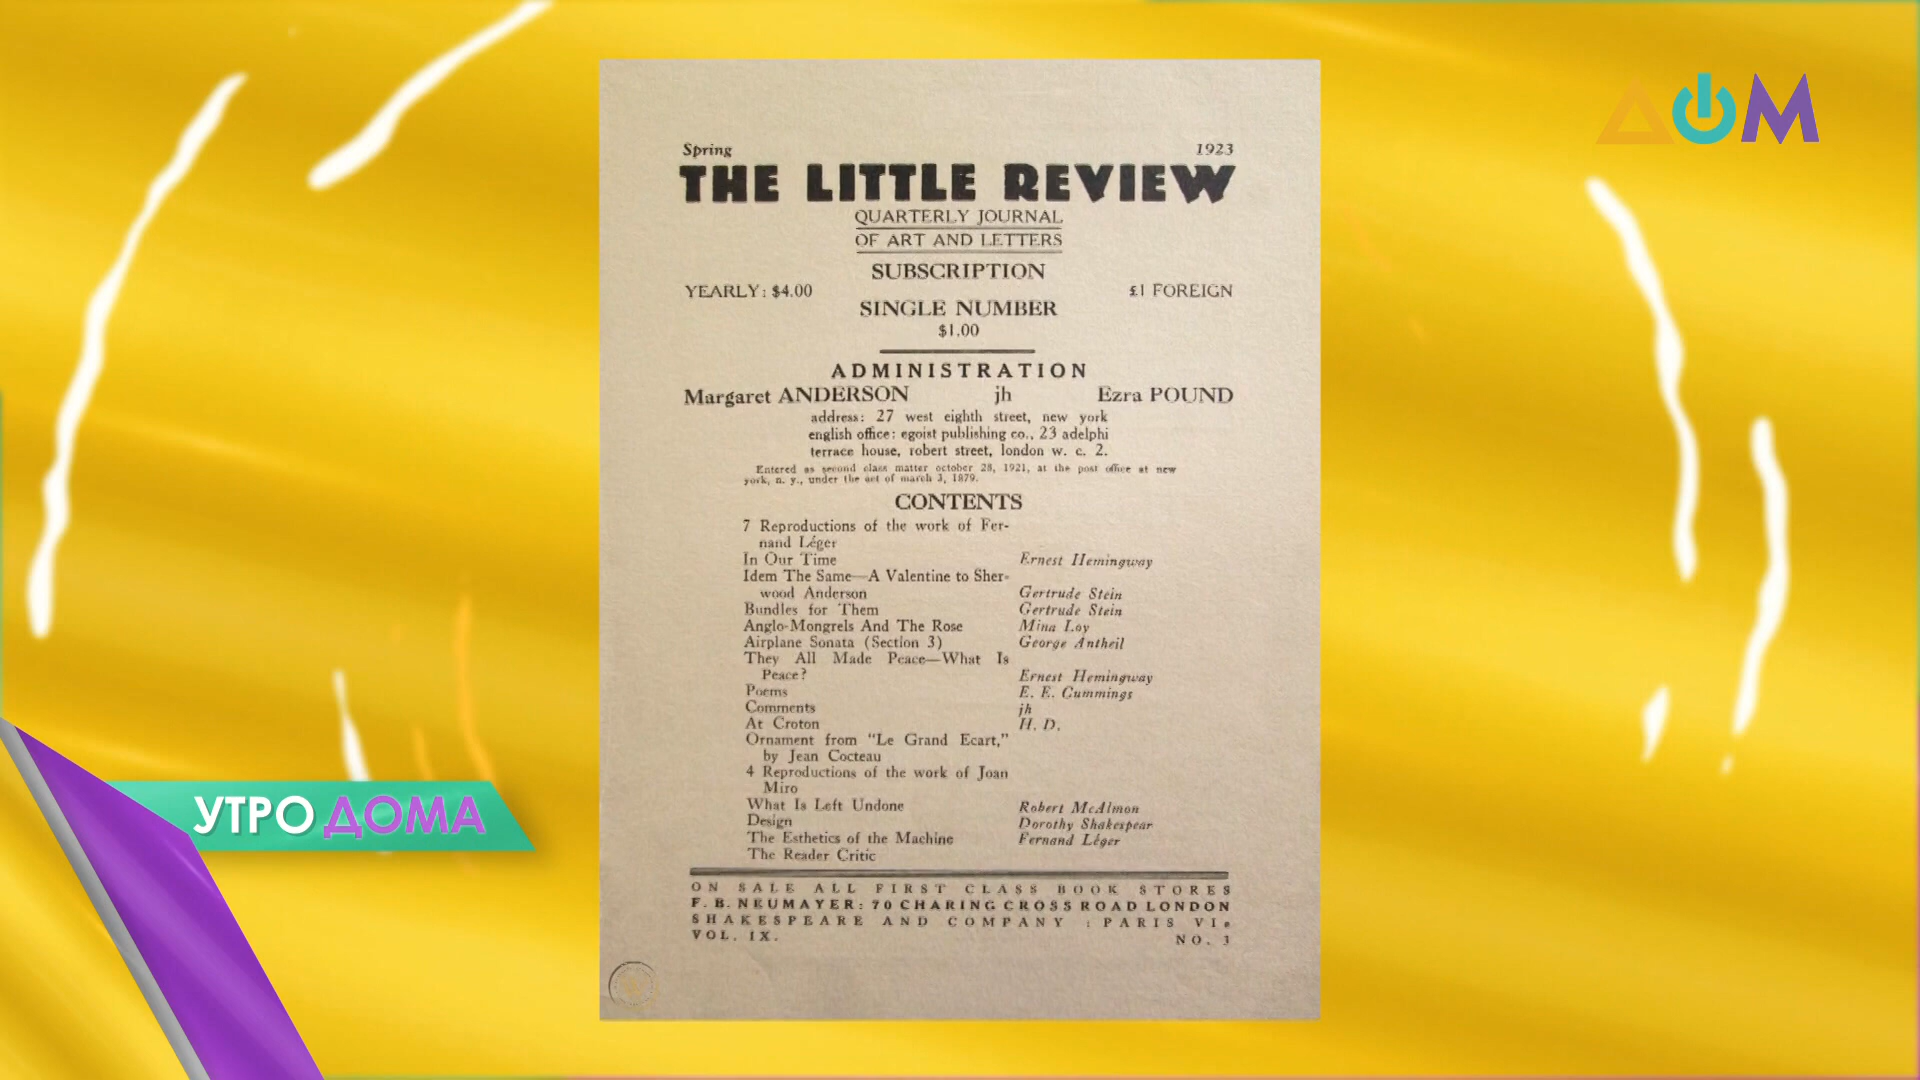 ДОМ
Spring 1923
THE LITTLE REVIEW
QUARTERLY JOURNAL
OF ART AND LETTERS
SUBSCRIPTION
YEARLY: $4.00 £1 FOREIGN
SINGLE NUMBER
$1.00
ADMINISTRATION
Margaret ANDERSON jh Ezra POUND
address: 27 west eighth street, new york
english office: egoist publishing co., 23 adelphi
terrace house, robert street, london w. c. 2.
Entered as second class matter october 28, 1921, at the post office at new
york, n. y., under the act of march 3, 1879.
CONTENTS
7 Reproductions of the work of Fer-
nand Léger
In Our Time Ernest Hemingway
Idem The Same—A Valentine to Sher-
wood Anderson Gertrude Stein
Bundles for Them Gertrude Stein
Anglo-Mongrels And The Rose Mina Loy
Airplane Sonata (Section 3) George Antheil
They All Made Peace—What Is
Peace? Ernest Hemingway
Poems E. E. Cummings
Comments jh
At Croton H. D.
Ornament from "Le Grand Ecart,"
by Jean Cocteau
4 Reproductions of the work of Joan
Miro
What Is Left Undone Robert McAlmon
Design Dorothy Shakespear
The Esthetics of the Machine Fernand Léger
The Reader Critic
ON SALE ALL FIRST CLASS BOOK STORES
F. B. NEUMAYER: 70 CHARING CROSS ROAD LONDON
SHAKESPEARE AND COMPANY : PARIS VIe
VOL. IX. NO. 3
УТРО ДОМА